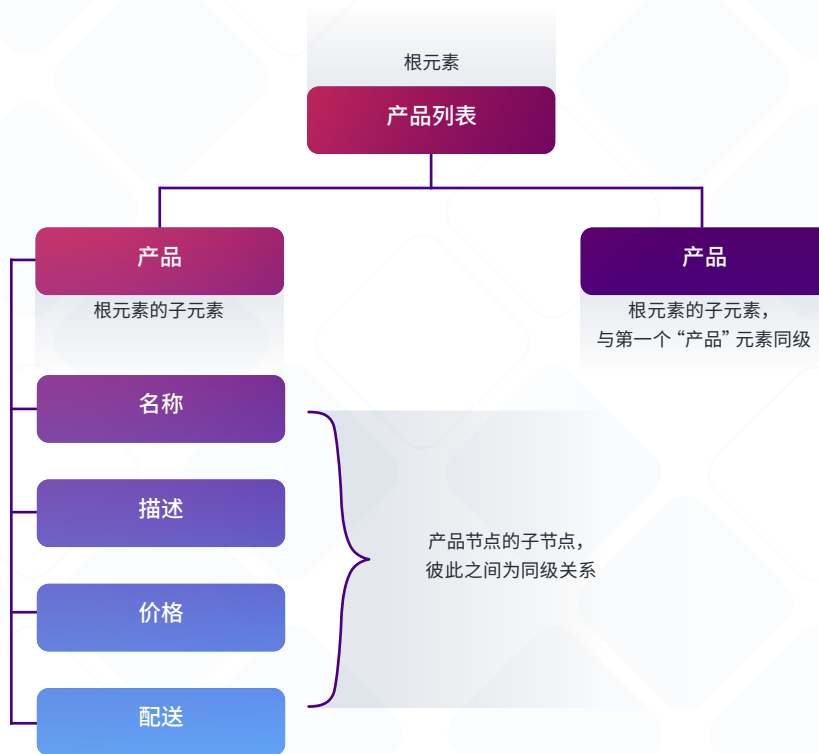 根元素
产品列表
产品
根元素的子元素
产品
根元素的子元素，
与第一个 “产品” 元素同级
名称
描述
价格
配送
产品节点的子节点，
彼此之间为同级关系